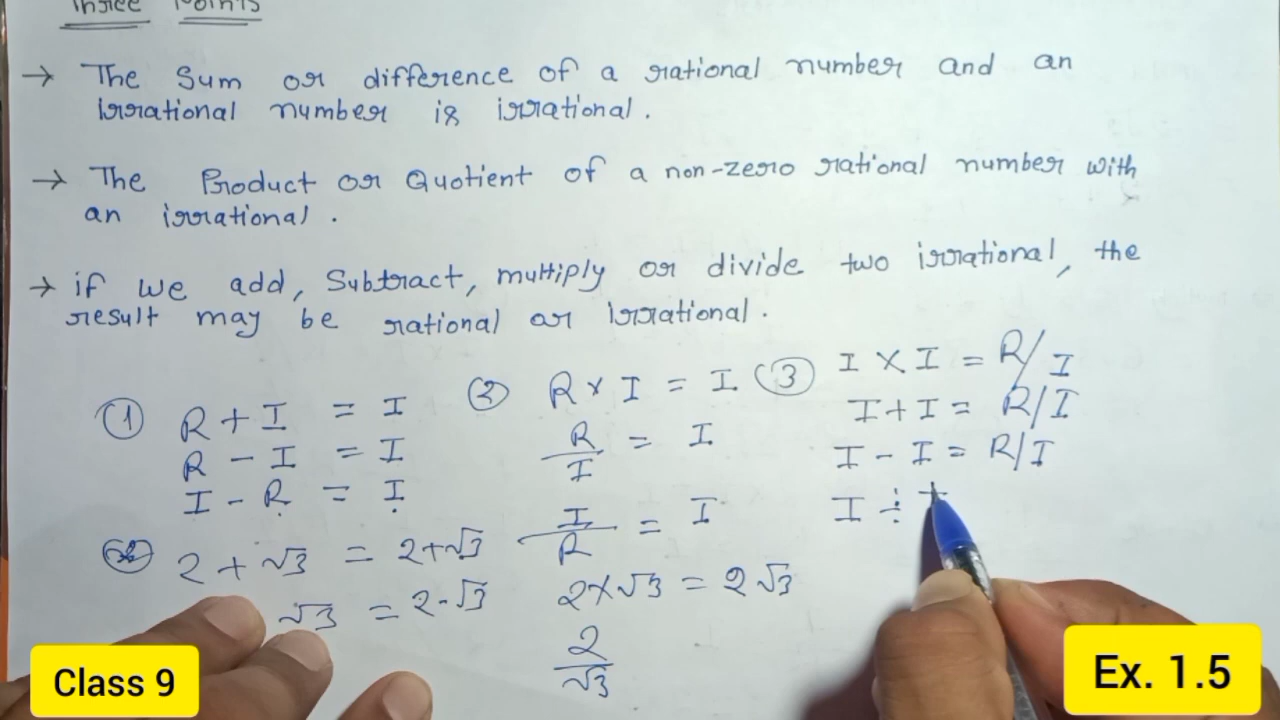 Three Points
→ The Sum or difference of a rational number and an
irrational number is irrational.
→ The Product or Quotient of a non-zero rational number with
an irrational.
→ if we add, Subtract, multiply or divide two irrational, the
result may be rational or irrational.
(1) R + I = I
R - I = I
I - R = I
2 + √3 = 2+√3
√3 = 2-√3
(2) R × I = I
R/I = I
I/R = I
2×√3 = 2√3
2/√3
(3) I × I = R/I
I + I = R/I
I - I = R/I
I ÷
Class 9
Ex. 1.5